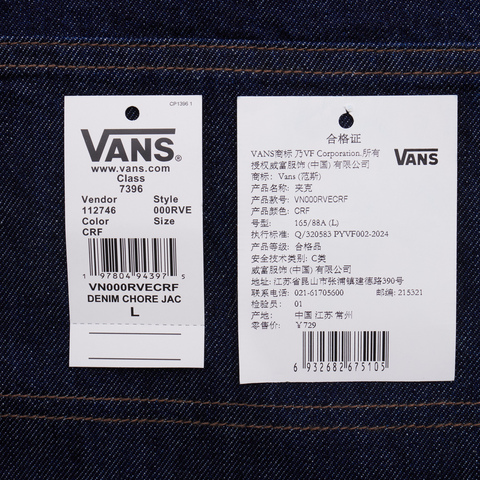 CP1396 1
VANS®
www.vans.com
Class
7396
Vendor Style
112746 000RVE
Color Size
CRF
1 97804 94397 5
VN000RVECRF
DENIM CHORE JAC
L
合格证
VANS商标 乃VF Corporation.所有
授权威富服饰 (中国) 有限公司
VANS
商标：Vans (范斯)
产品名称：夹克
产品款号：VN000RVECRF
产品颜色：CRF
号型： 165/88A (L)
执行标准：Q/320583 PYVF002-2024
产品等级：合格品
安全技术类别：C类
威富服饰 (中国) 有限公司
地址：江苏省昆山市张浦镇建德路390号
联系电话：021-61705600 邮编：215321
检验员： 01
产地： 中国 江苏 常州
零售价： ￥729
6 932682 675105